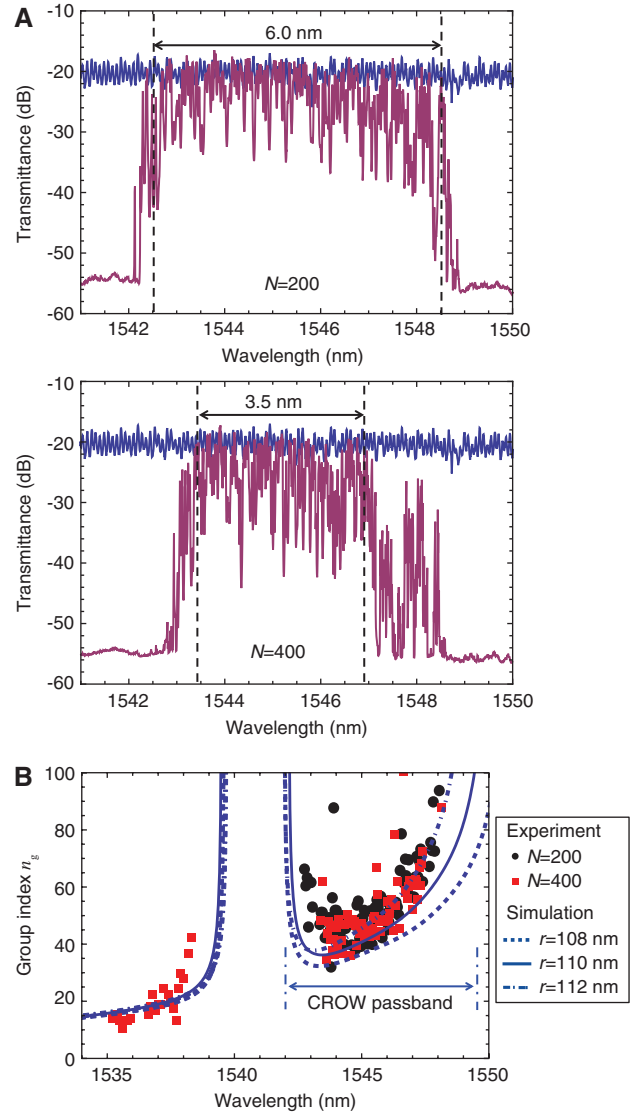 A
-10
6.0 nm
-20
-30
-40
-50
-60
Transmittance (dB)
N=200
1542 1544 1546 1548 1550
Wavelength (nm)
-10
3.5 nm
-20
-30
-40
-50
-60
Transmittance (dB)
N=400
1542 1544 1546 1548 1550
Wavelength (nm)
B
100
80
60
40
20
0
Group index ng
CROW passband
1535 1540 1545 1550
Wavelength (nm)
Experiment
N=200
N=400
Simulation
r=108 nm
r=110 nm
r=112 nm